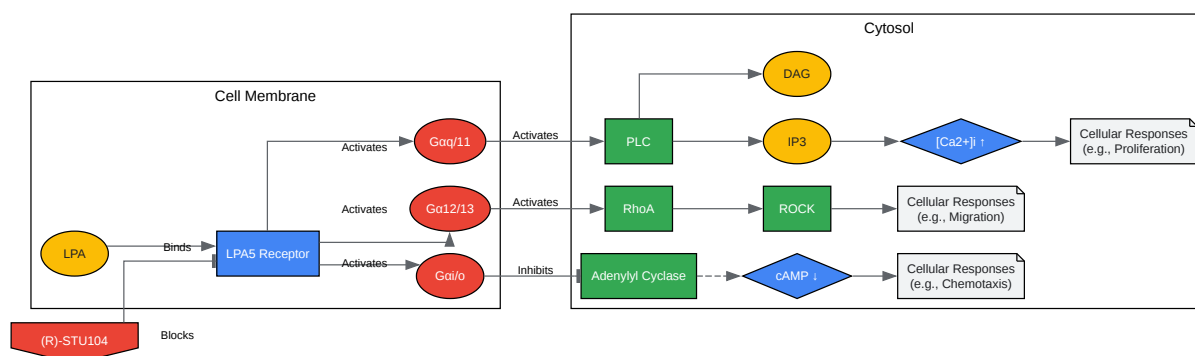 Cytosol
DAG
Cell Membrane
Gαq/11
Activates
Activates
PLC
IP3
[Ca2+]i ↑
Cellular Responses
(e.g., Proliferation)
Gα12/13
Activates
Activates
RhoA
ROCK
Cellular Responses
(e.g., Migration)
LPA
Binds
LPA5 Receptor
Activates
Gαi/o
Inhibits
Adenylyl Cyclase
cAMP ↓
Cellular Responses
(e.g., Chemotaxis)
(R)-STU104
Blocks